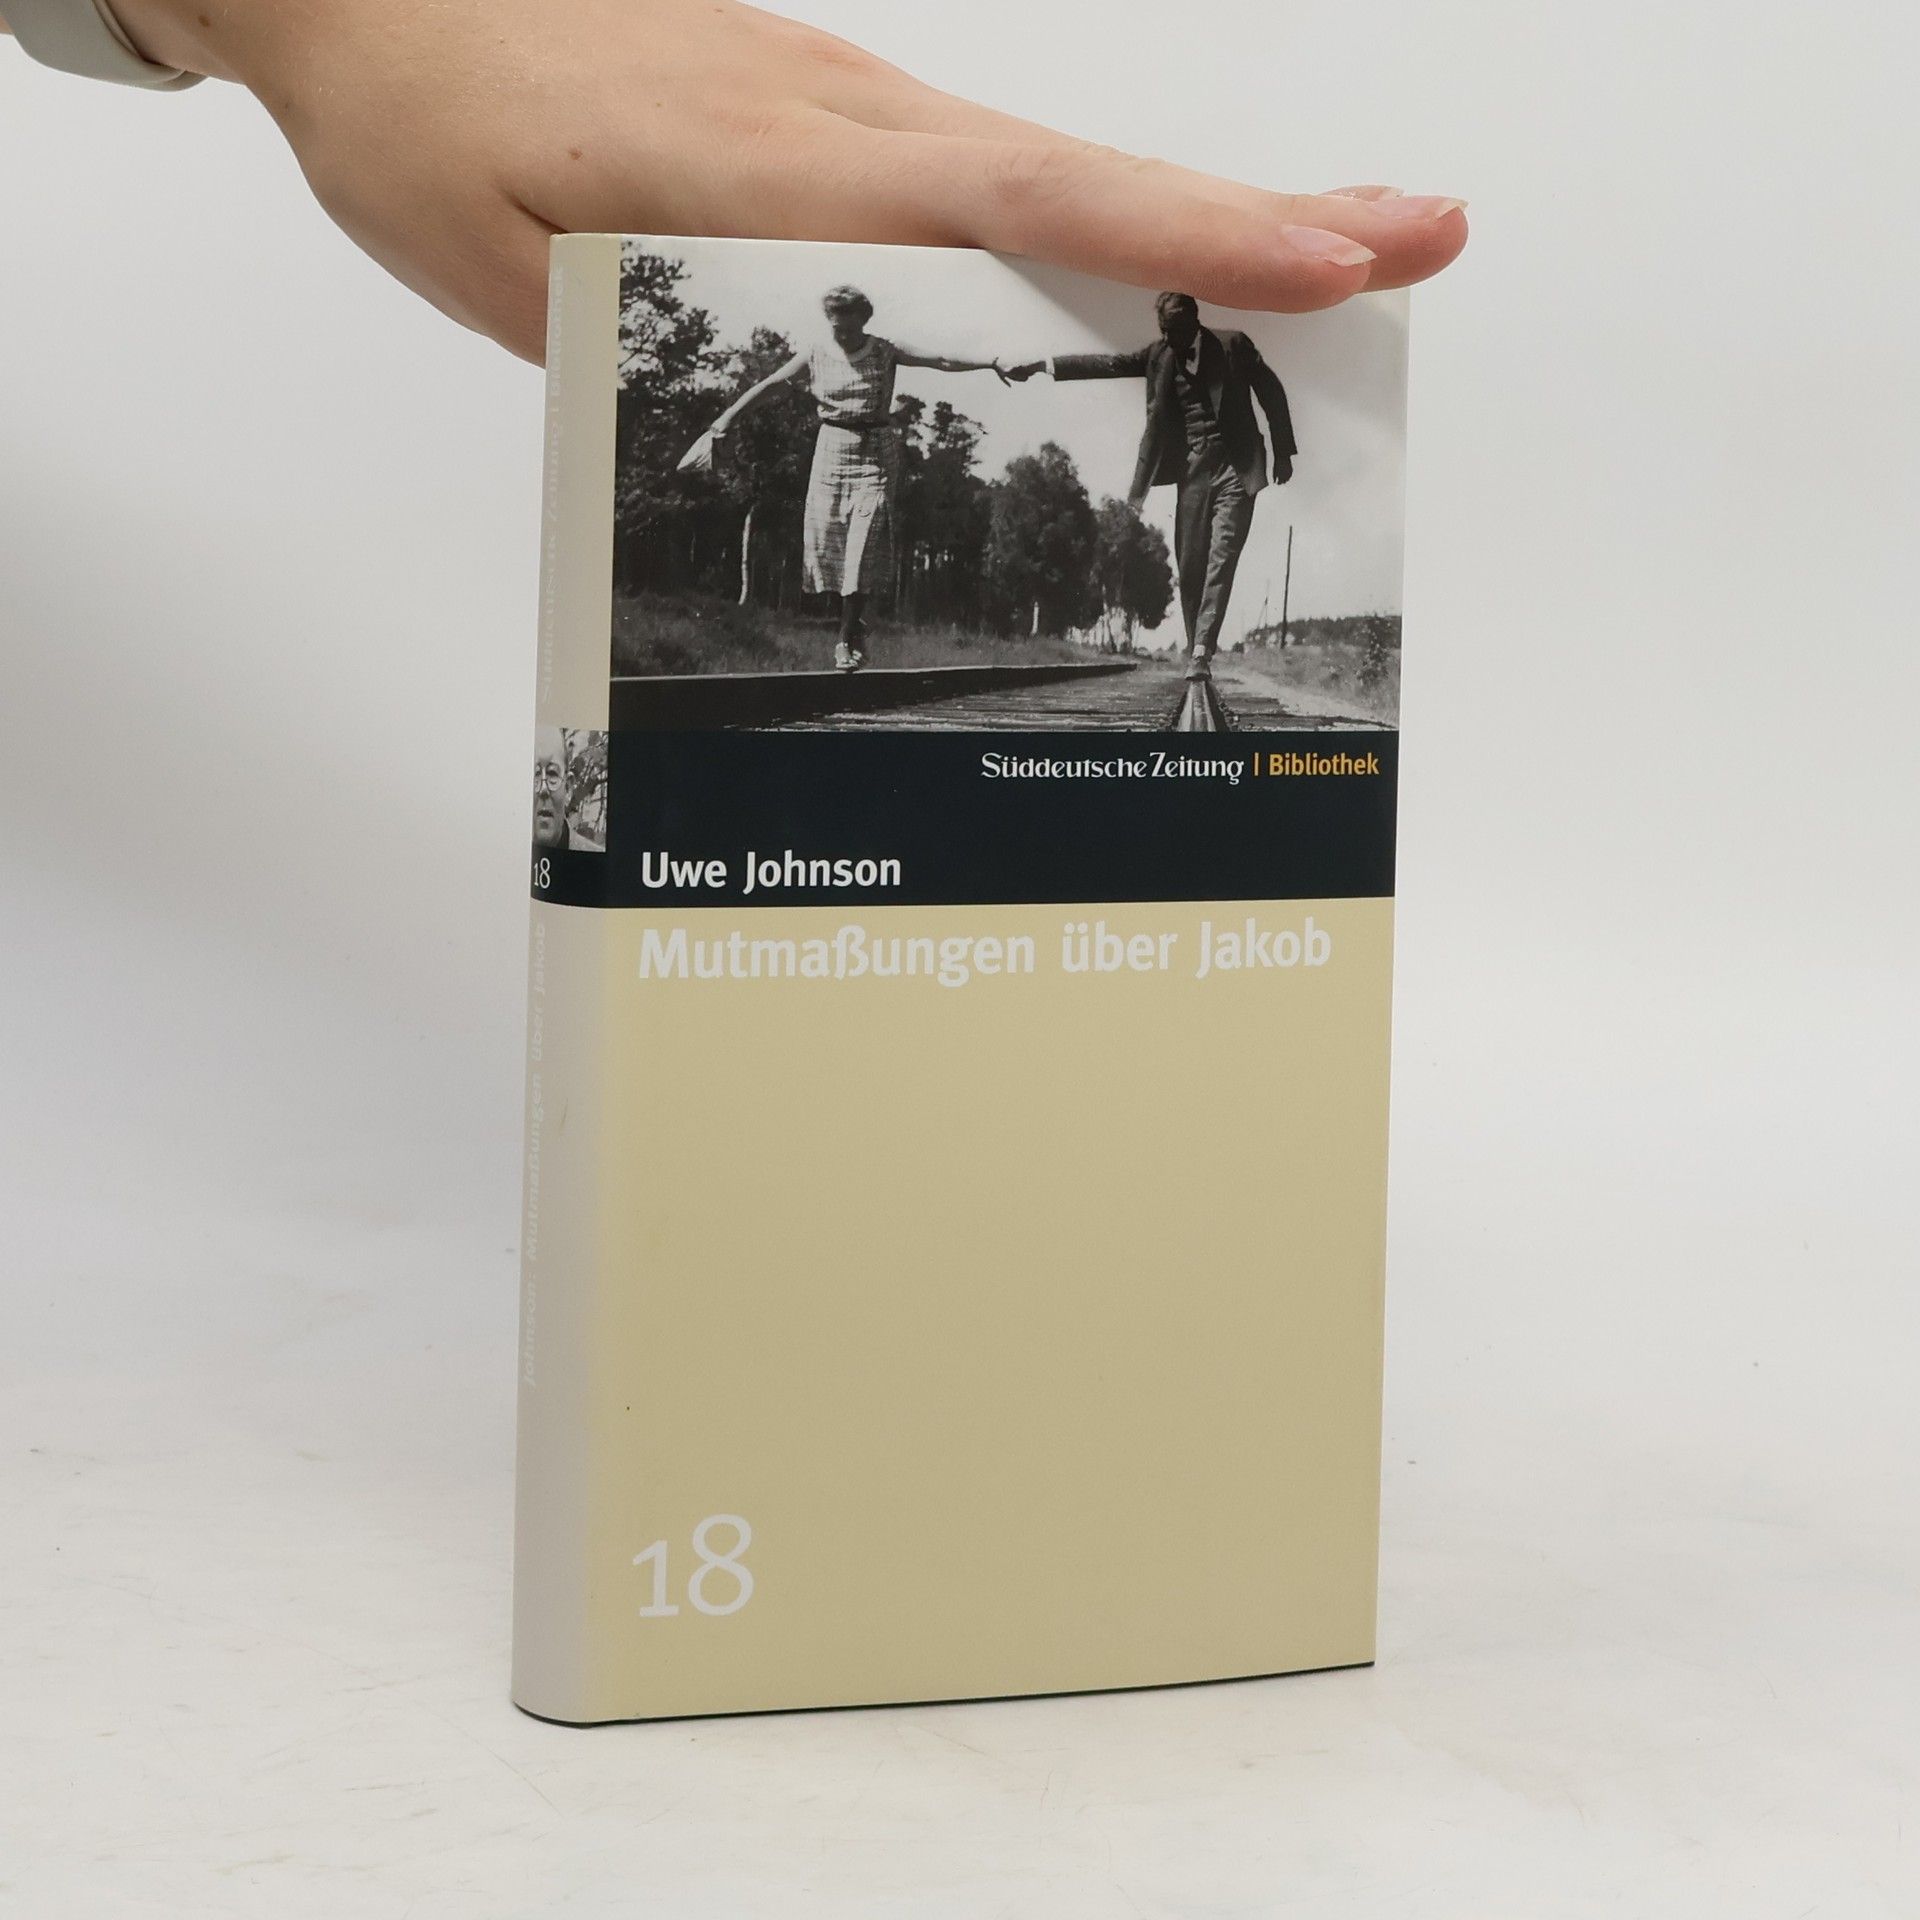 Süddeutsche Zeitung | Bibliothek
Uwe Johnson
Mutmaßungen über Jakob
18
Süddeutsche Zeitung | Bibliothek
18
Johnson: Mutmaßungen über Jakob